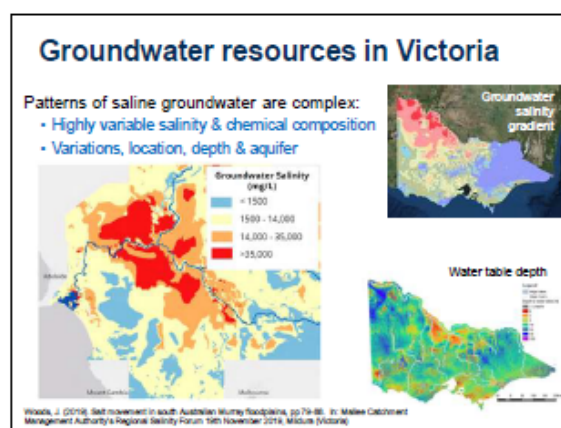 Groundwater resources in Victoria
Patterns of saline groundwater are complex:
• Highly variable salinity & chemical composition
• Variations, location, depth & aquifer
Groundwater
salinity
gradient
Groundwater Salinity
(mg/L)
< 1500
1500 - 14,000
14,000 - 35,000
>35,000
Adelaide
Mount Gambier
Melbourne
Water table depth
Woods, J. (2019). Salt movement in south Australian Murray floodplains, pp79-86. In: Mallee Catchment
Management Authority's Regional Salinity Forum 19th November 2019, Mildura (Victoria)